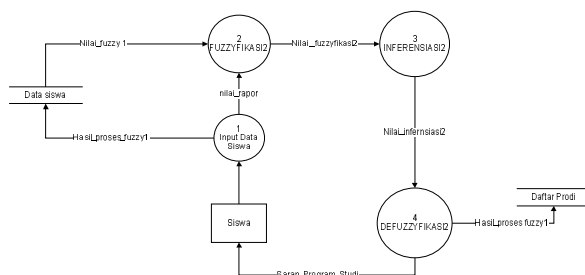 Nilai_fuzzy 1
2
FUZZYFIKASI2
Nilai_fuzzyfikasi2
3
INFERENSIASI2
Data siswa
nilai_rapor
Hasil_proses_fuzzy1
1
Input Data
Siswa
Nilai_infernsiasi2
Siswa
4
DEFUZZYFIKASI2
Hasil_proses fuzzy1
Daftar Prodi
Saran_Program_Studi